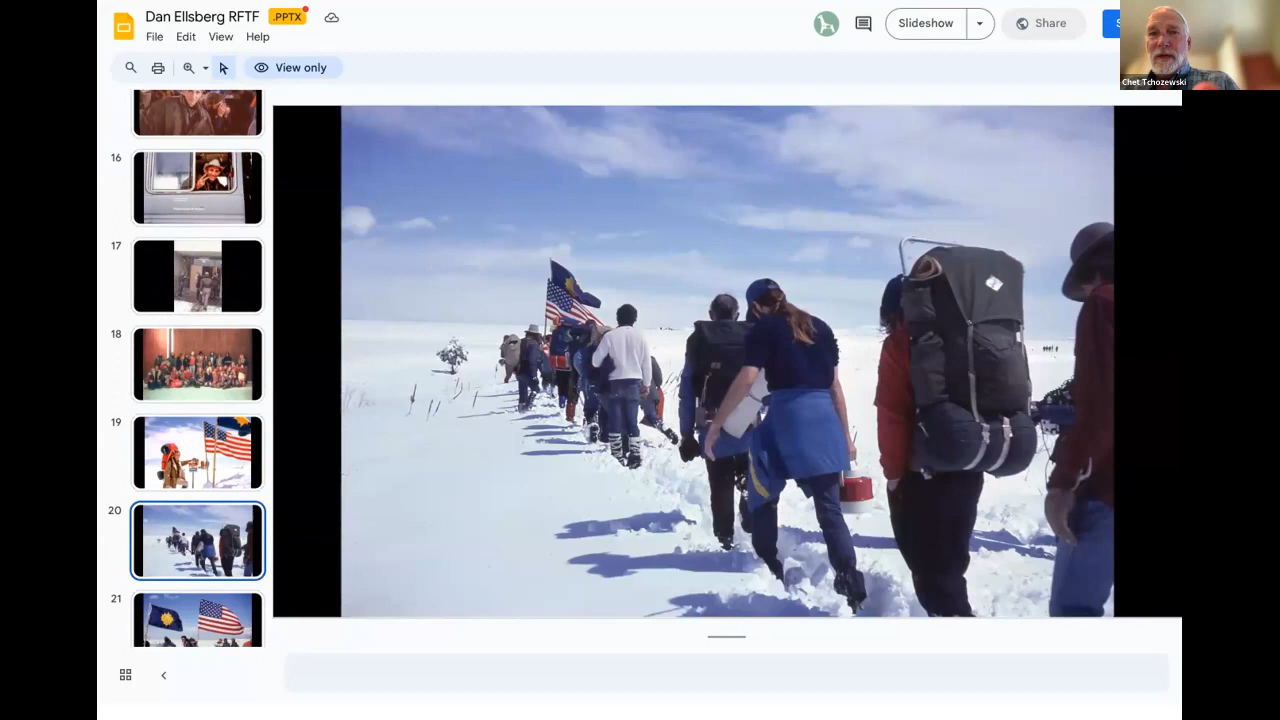 Dan Ellsberg RFTF .PPTX
File Edit View Help
Slideshow
Share
S
Chet Tchozewski
View only
16
17
18
19
20
21